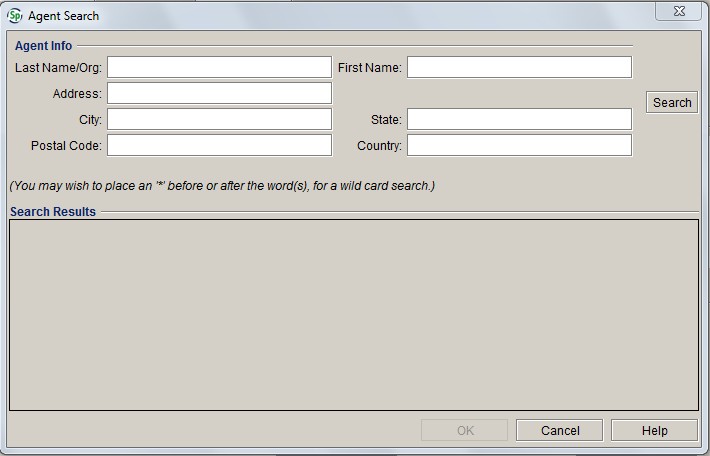 Sp Agent Search
Agent Info
Last Name/Org: First Name:
Address:
Search
City: State:
Postal Code: Country:
(You may wish to place an '*' before or after the word(s), for a wild card search.)
Search Results
OK Cancel Help